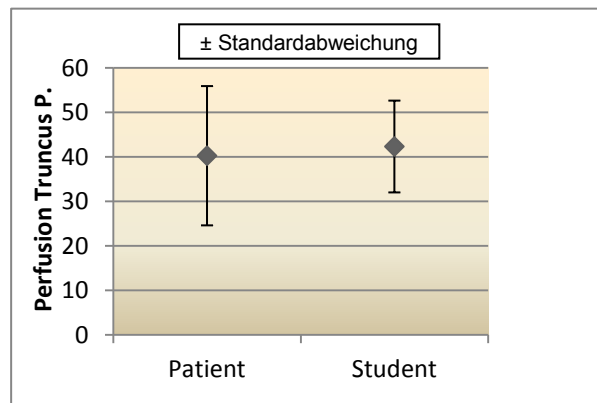 ± Standardabweichung
Perfusion Truncus P.
60
50
40
30
20
10
0
Patient Student